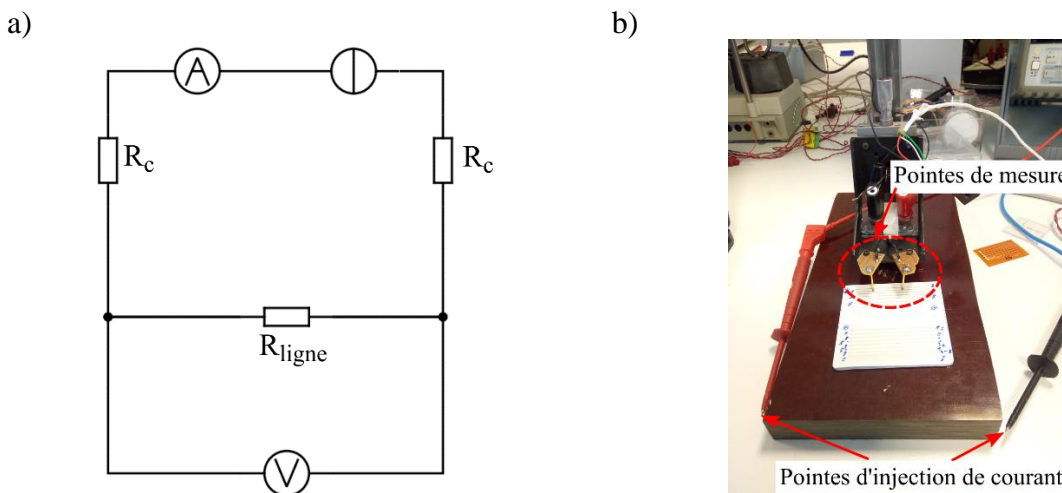 a)
b)
A
R_c
R_c
R_ligne
V
Pointes de mesure
Pointes d'injection de courant